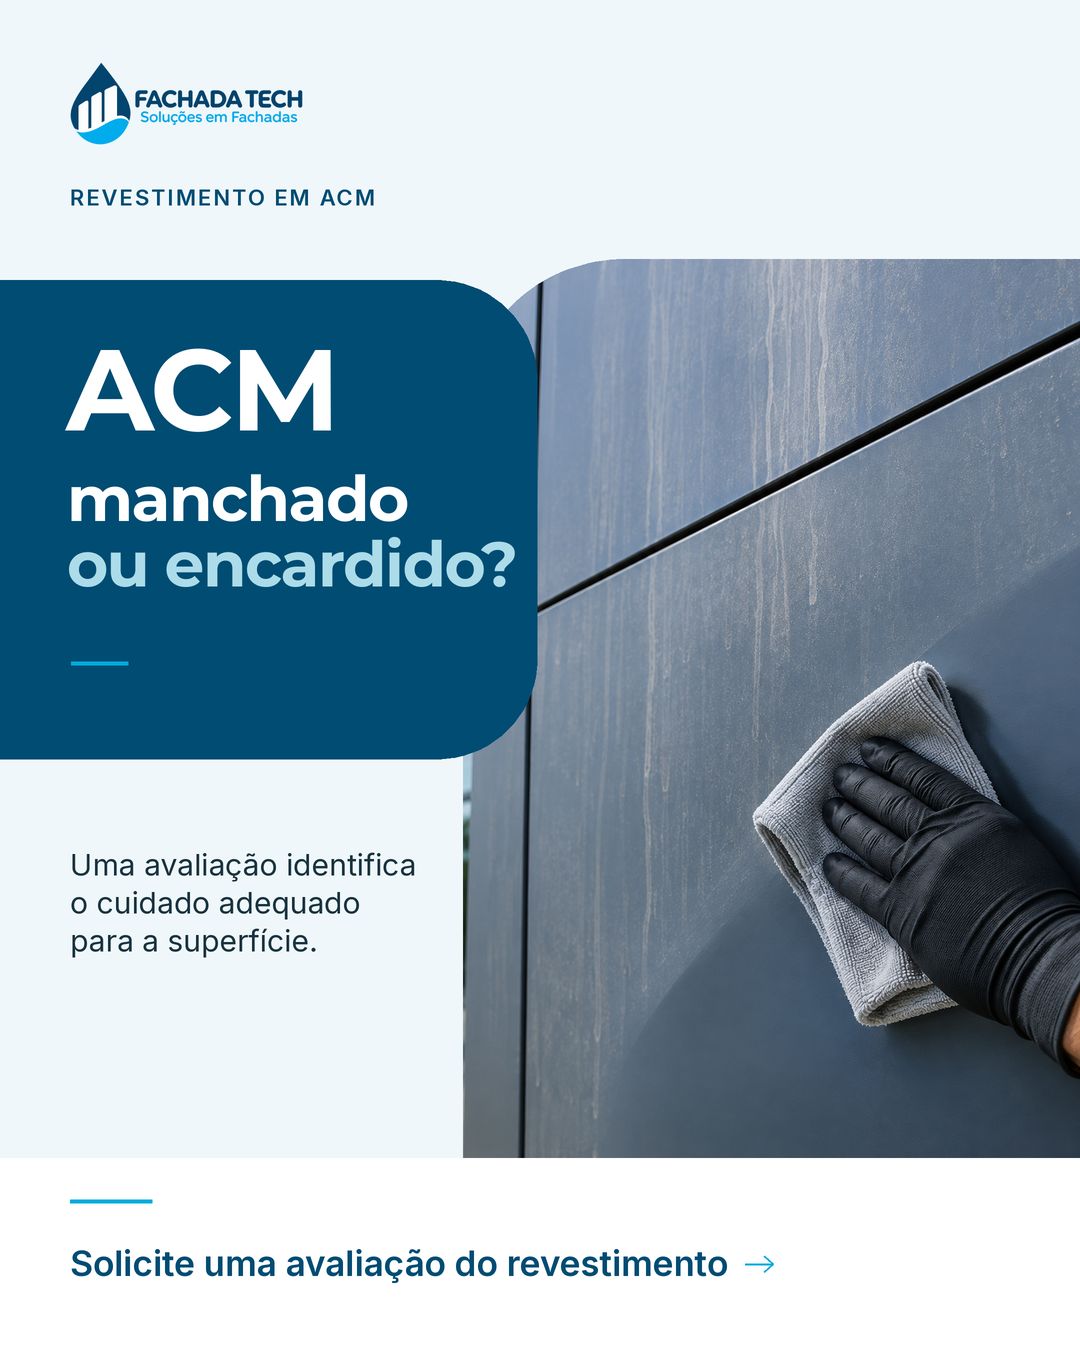 FACHADA TECH
Soluções em Fachadas
REVESTIMENTO EM ACM
ACM
manchado
ou encardido?
Uma avaliação identifica
o cuidado adequado
para a superfície.
Solicite uma avaliação do revestimento →